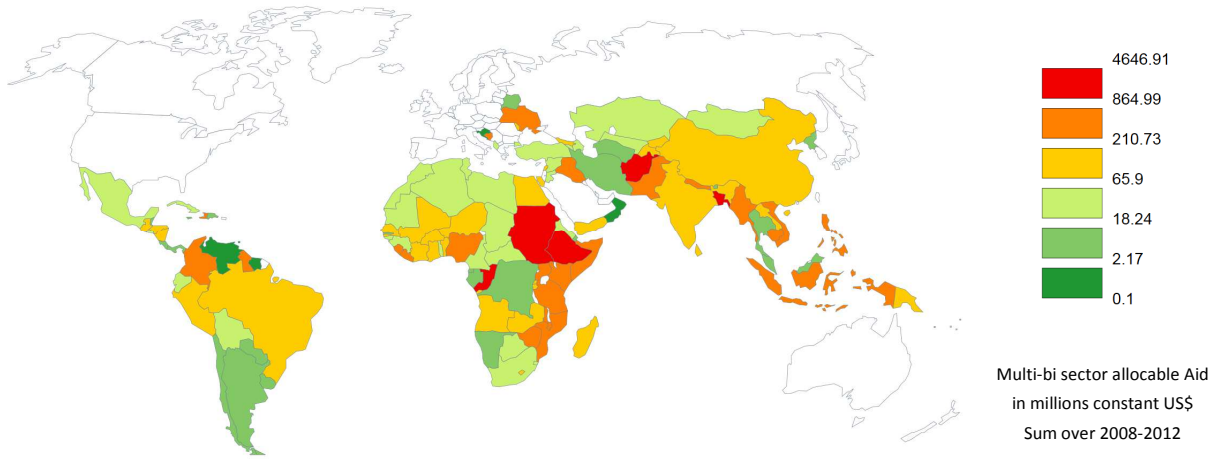 4646.91
864.99
210.73
65.9
18.24
2.17
0.1
Multi-bi sector allocable Aid
in millions constant US$
Sum over 2008-2012